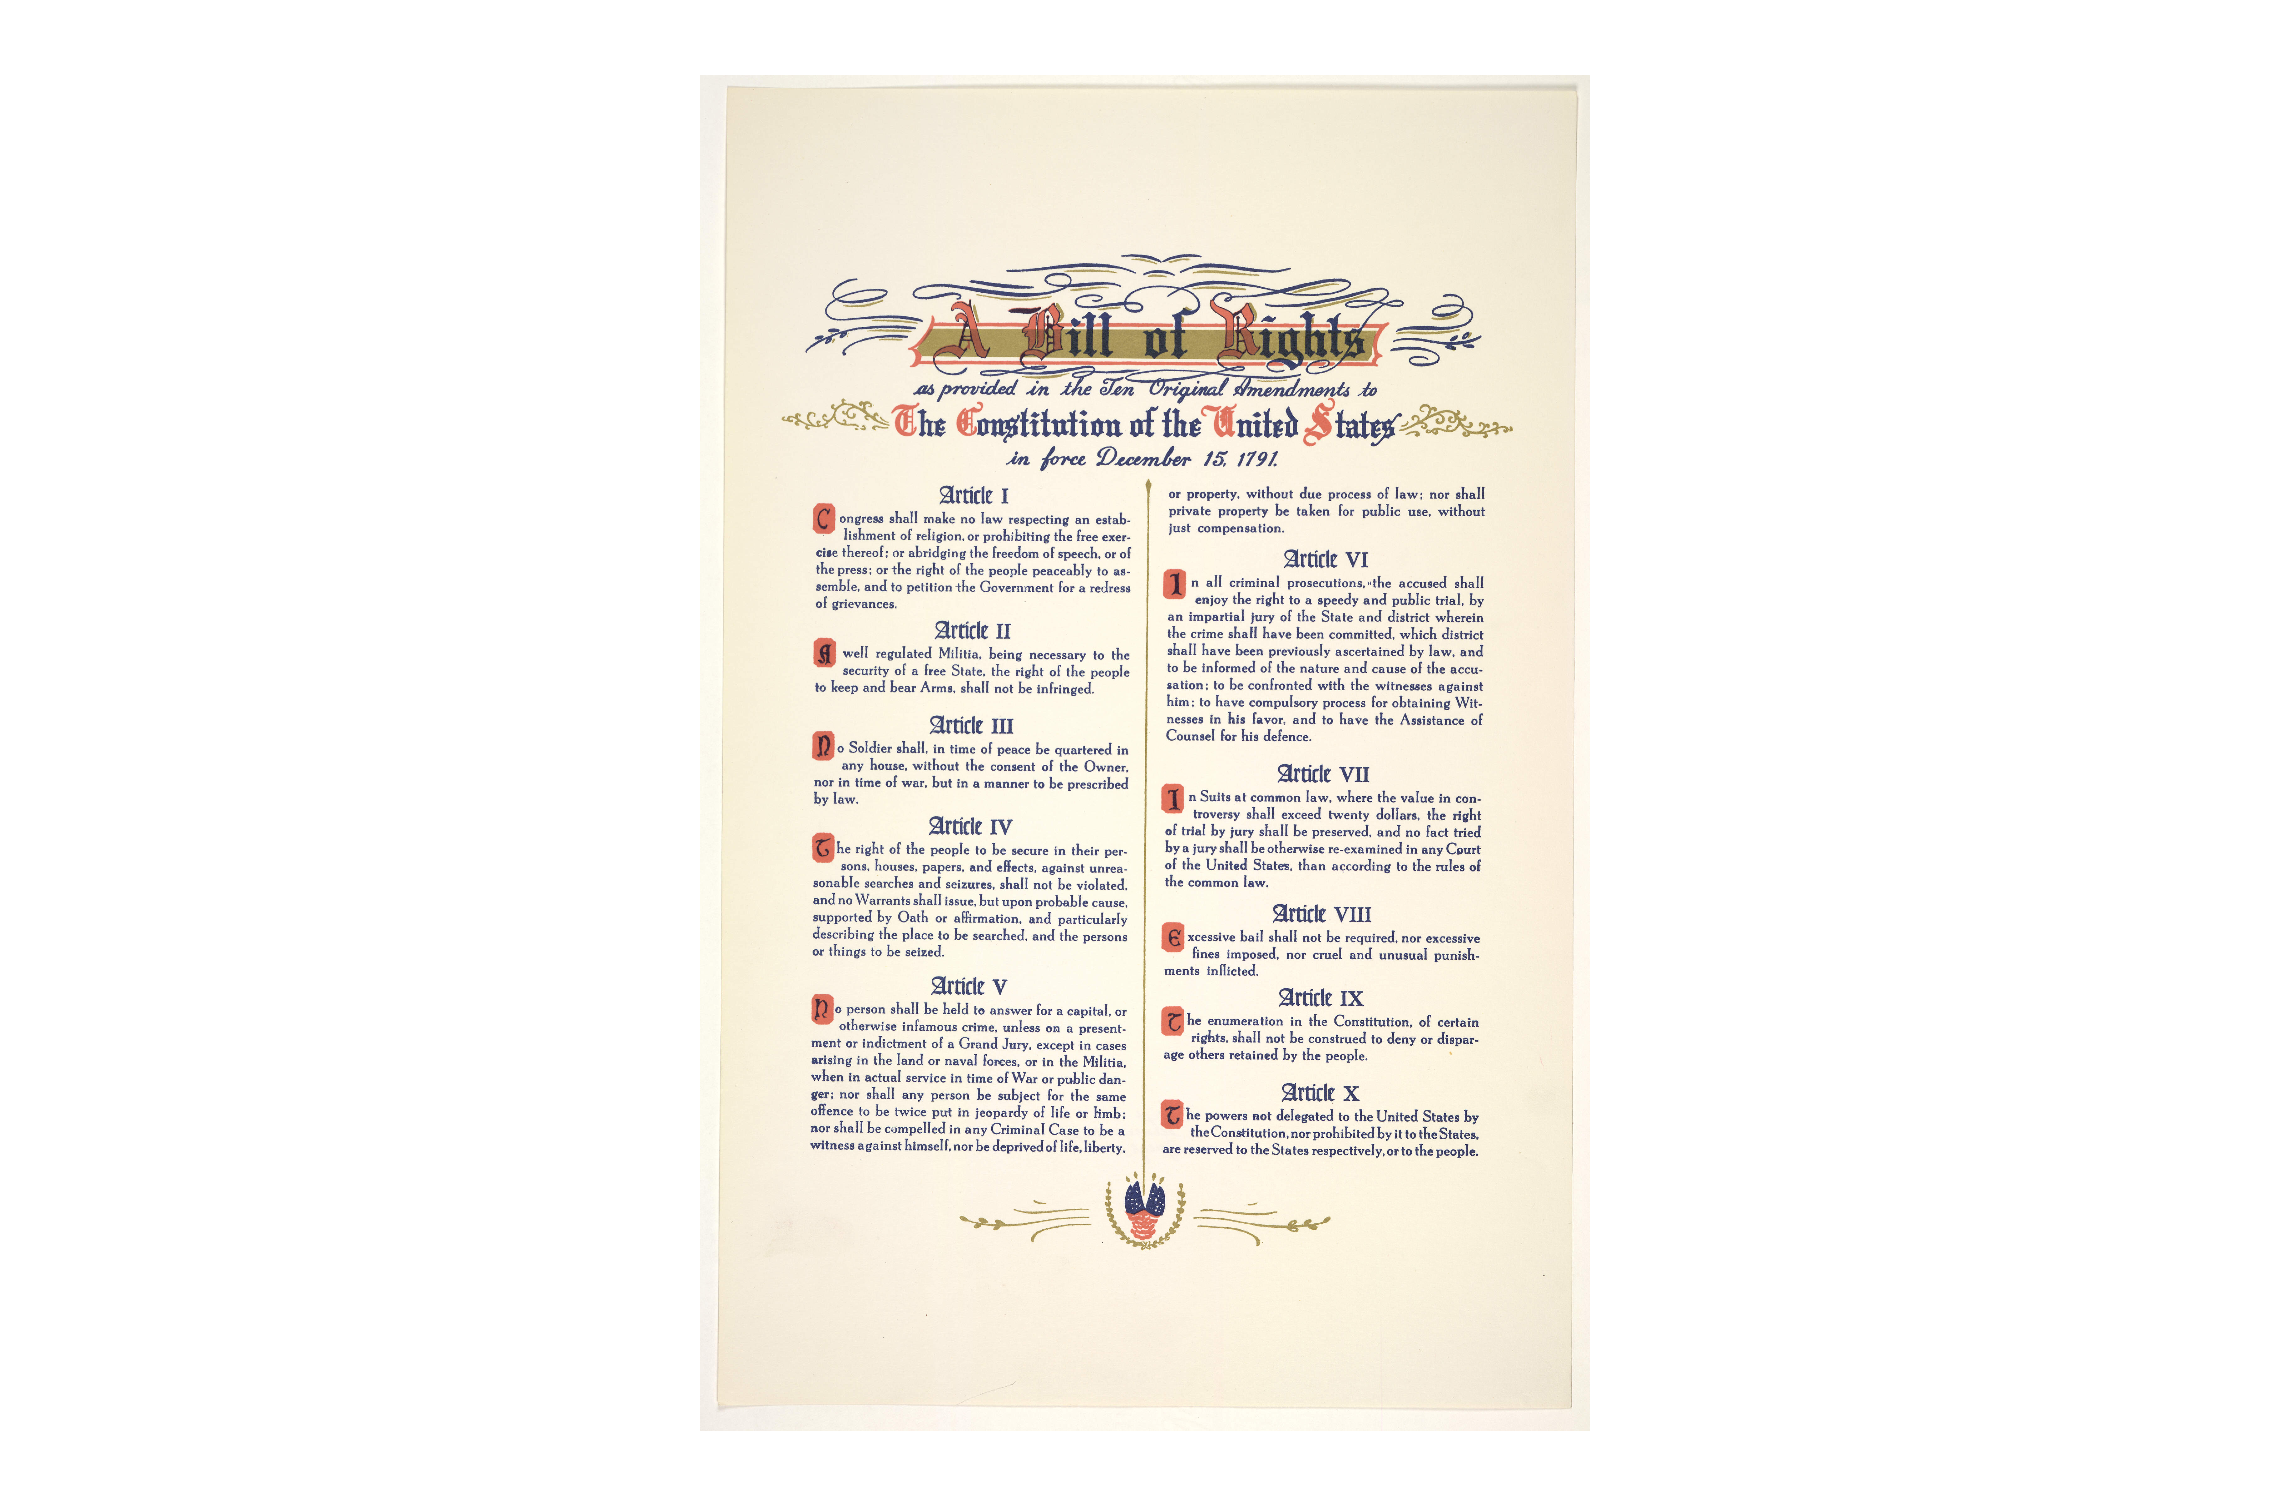 A Bill of Rights
as provided in the Ten Original Amendments to
The Constitution of the United States
in force December 15, 1791.
Article I
Congress shall make no law respecting an estab-
lishment of religion, or prohibiting the free exer-
cise thereof; or abridging the freedom of speech, or of
the press; or the right of the people peaceably to as-
semble, and to petition the Government for a redress
of grievances.
Article II
A well regulated Militia, being necessary to the
security of a free State, the right of the people
to keep and bear Arms, shall not be infringed.
Article III
No Soldier shall, in time of peace be quartered in
any house, without the consent of the Owner,
nor in time of war, but in a manner to be prescribed
by law.
Article IV
The right of the people to be secure in their per-
sons, houses, papers, and effects, against unrea-
sonable searches and seizures, shall not be violated,
and no Warrants shall issue, but upon probable cause,
supported by Oath or affirmation, and particularly
describing the place to be searched, and the persons
or things to be seized.
Article V
No person shall be held to answer for a capital, or
otherwise infamous crime, unless on a present-
ment or indictment of a Grand Jury, except in cases
arising in the land or naval forces, or in the Militia,
when in actual service in time of War or public dan-
ger; nor shall any person be subject for the same
offence to be twice put in jeopardy of life or limb;
nor shall be compelled in any Criminal Case to be a
witness against himself, nor be deprived of life, liberty,
or property, without due process of law; nor shall
private property be taken for public use, without
just compensation.
Article VI
In all criminal prosecutions, the accused shall
enjoy the right to a speedy and public trial, by
an impartial jury of the State and district wherein
the crime shall have been committed, which district
shall have been previously ascertained by law, and
to be informed of the nature and cause of the accu-
sation; to be confronted with the witnesses against
him; to have compulsory process for obtaining Wit-
nesses in his favor, and to have the Assistance of
Counsel for his defence.
Article VII
In Suits at common law, where the value in con-
troversy shall exceed twenty dollars, the right
of trial by jury shall be preserved, and no fact tried
by a jury shall be otherwise re-examined in any Court
of the United States, than according to the rules of
the common law.
Article VIII
Excessive bail shall not be required, nor excessive
fines imposed, nor cruel and unusual punish-
ments inflicted.
Article IX
The enumeration in the Constitution, of certain
rights, shall not be construed to deny or dispar-
age others retained by the people.
Article X
The powers not delegated to the United States by
the Constitution, nor prohibited by it to the States,
are reserved to the States respectively, or to the people.